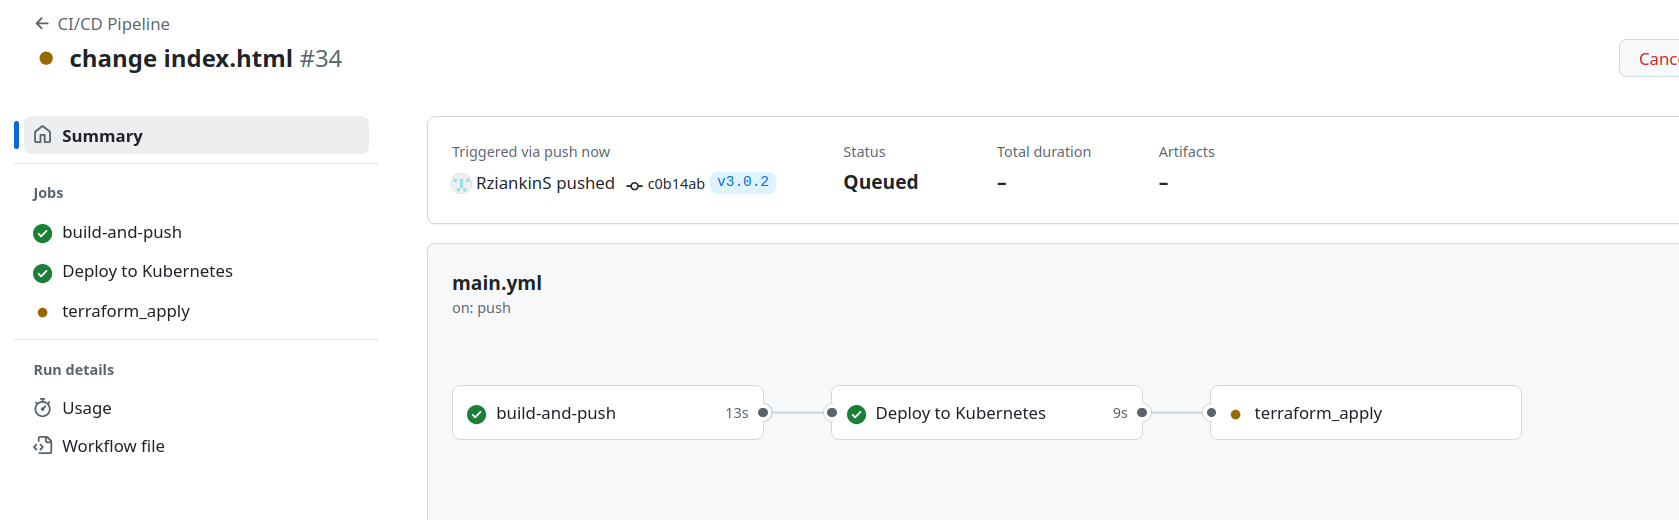 CI/CD Pipeline
change index.html #34
Summary
Jobs
build-and-push
Deploy to Kubernetes
terraform_apply
Run details
Usage
Workflow file
Triggered via push now
RziankinS pushed c0b14ab v3.0.2
Status
Queued
Total duration
–
Artifacts
–
main.yml
on: push
build-and-push 13s
Deploy to Kubernetes 9s
terraform_apply